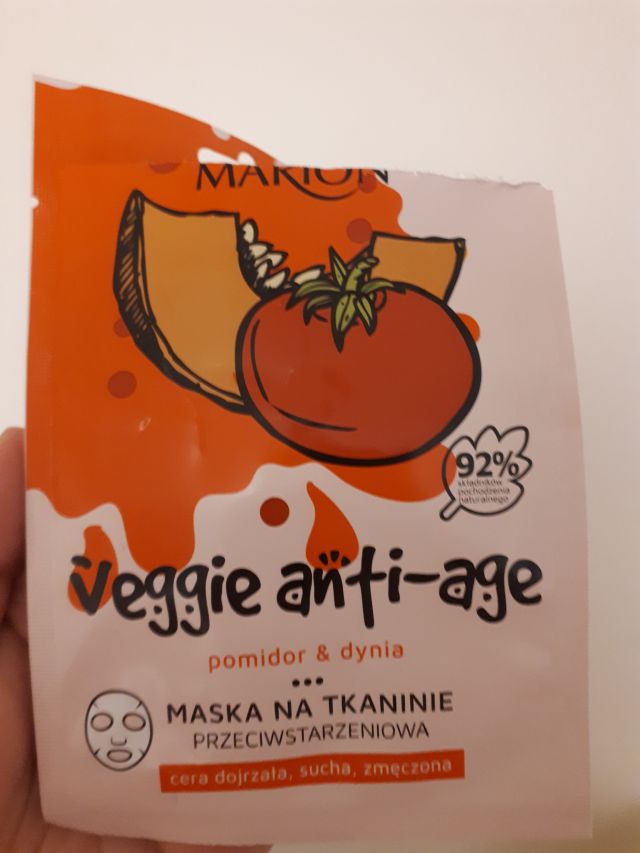 MARION
92%
składników
pochodzenia
naturalnego
veggie anti-age
pomidor & dynia
MASKA NA TKANINIE
PRZECIWSTARZENIOWA
cera dojrzała, sucha, zmęczona